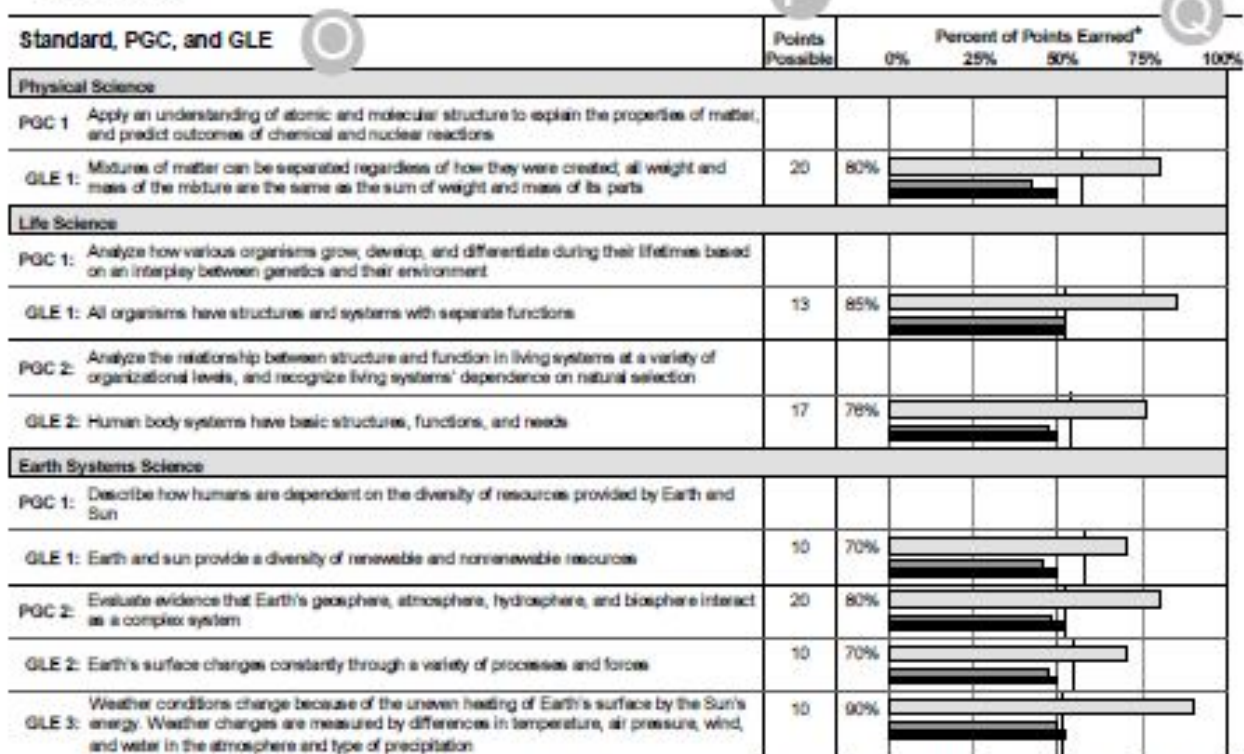 Standard, PGC, and GLE O
Points Possible
Percent of Points Earned*
0% 25% 50% 75% 100%
Q
Physical Science
PGC 1 Apply an understanding of atomic and molecular structure to explain the properties of matter,
and predict outcomes of chemical and nuclear reactions
GLE 1: Mixtures of matter can be separated regardless of how they were created; all weight and
mass of the mixture are the same as the sum of weight and mass of its parts
20 80%
Life Science
PGC 1: Analyze how various organisms grow, develop, and differentiate during their lifetimes based
on an interplay between genetics and their environment
GLE 1: All organisms have structures and systems with separate functions 13 85%
PGC 2: Analyze the relationship between structure and function in living systems at a variety of
organizational levels, and recognize living systems' dependence on natural selection
GLE 2: Human body systems have basic structures, functions, and needs 17 76%
Earth Systems Science
PGC 1: Describe how humans are dependent on the diversity of resources provided by Earth and
Sun
GLE 1: Earth and sun provide a diversity of renewable and nonrenewable resources 10 70%
PGC 2: Evaluate evidence that Earth's geosphere, atmosphere, hydrosphere, and biosphere interact
as a complex system
20 80%
GLE 2: Earth's surface changes constantly through a variety of processes and forces 10 70%
Weather conditions change because of the uneven heating of Earth's surface by the Sun's
GLE 3: energy. Weather changes are measured by differences in temperature, air pressure, wind,
and water in the atmosphere and type of precipitation
10 90%